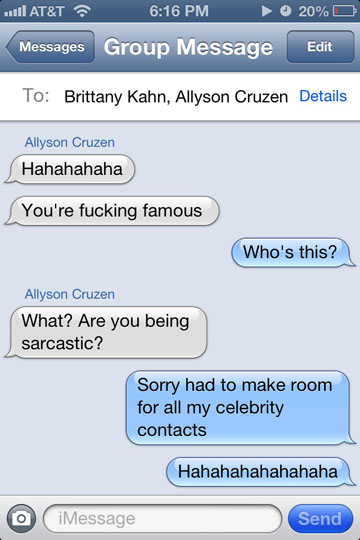 AT&T 6:16 PM 20%
Messages Group Message Edit
To: Brittany Kahn, Allyson Cruzen Details
Allyson Cruzen
Hahahahaha
You're fucking famous
Who's this?
Allyson Cruzen
What? Are you being
sarcastic?
Sorry had to make room
for all my celebrity
contacts
Hahahahahahahaha
iMessage Send